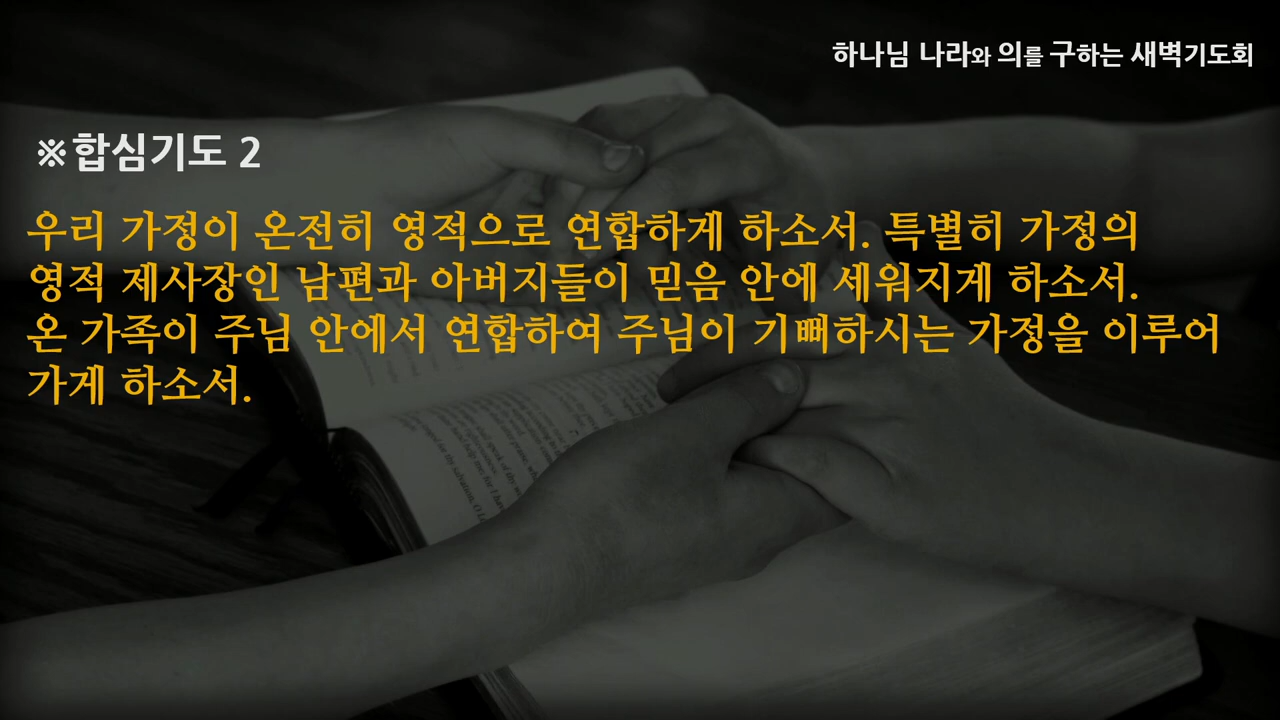 하나님 나라와 의를 구하는 새벽기도회
※합심기도 2
우리 가정이 온전히 영적으로 연합하게 하소서. 특별히 가정의
영적 제사장인 남편과 아버지들이 믿음 안에 세워지게 하소서.
온 가족이 주님 안에서 연합하여 주님이 기뻐하시는 가정을 이루어
가게 하소서.